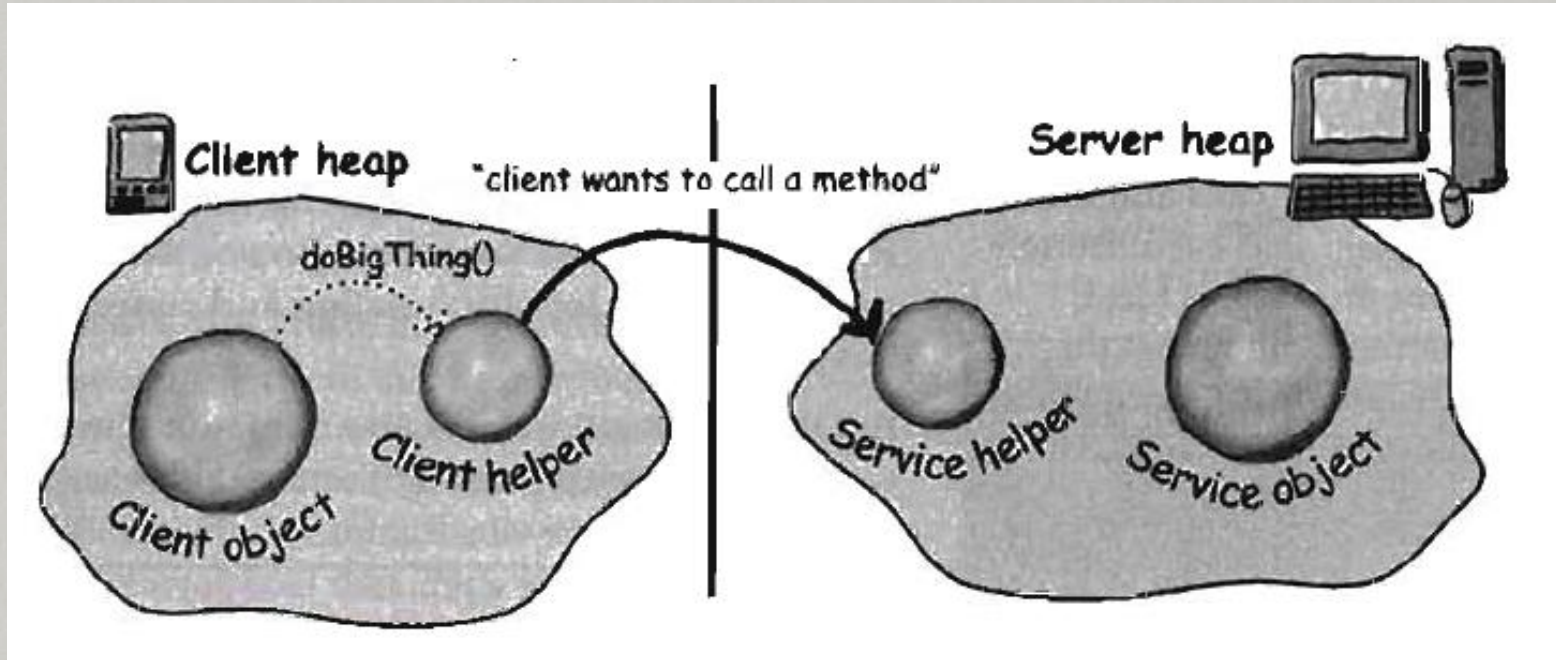 Client heap
Server heap
"client wants to call a method"
doBigThing()
Client object
Client helper
Service helper
Service object